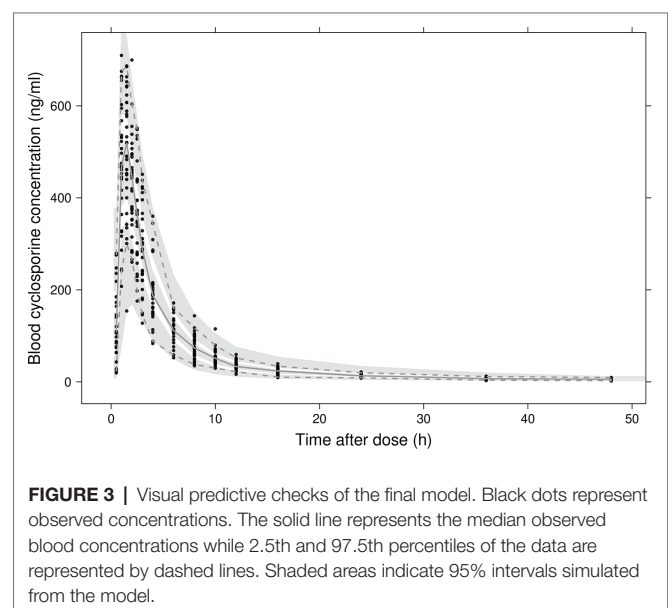 Blood cyclosporine concentration (ng/ml)
600
400
200
0
0 10 20 30 40 50
Time after dose (h)
FIGURE 3 | Visual predictive checks of the final model. Black dots represent
observed concentrations. The solid line represents the median observed
blood concentrations while 2.5th and 97.5th percentiles of the data are
represented by dashed lines. Shaded areas indicate 95% intervals simulated
from the model.